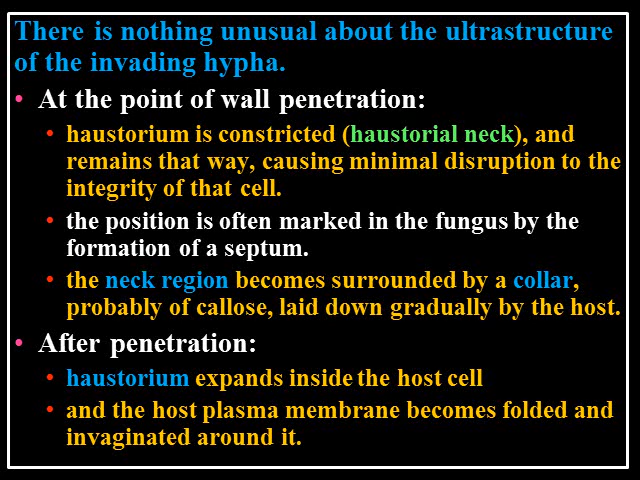 There is nothing unusual about the ultrastructure
of the invading hypha.
• At the point of wall penetration:
• haustorium is constricted (haustorial neck), and
remains that way, causing minimal disruption to the
integrity of that cell.
• the position is often marked in the fungus by the
formation of a septum.
• the neck region becomes surrounded by a collar,
probably of callose, laid down gradually by the host.
• After penetration:
• haustorium expands inside the host cell
• and the host plasma membrane becomes folded and
invaginated around it.